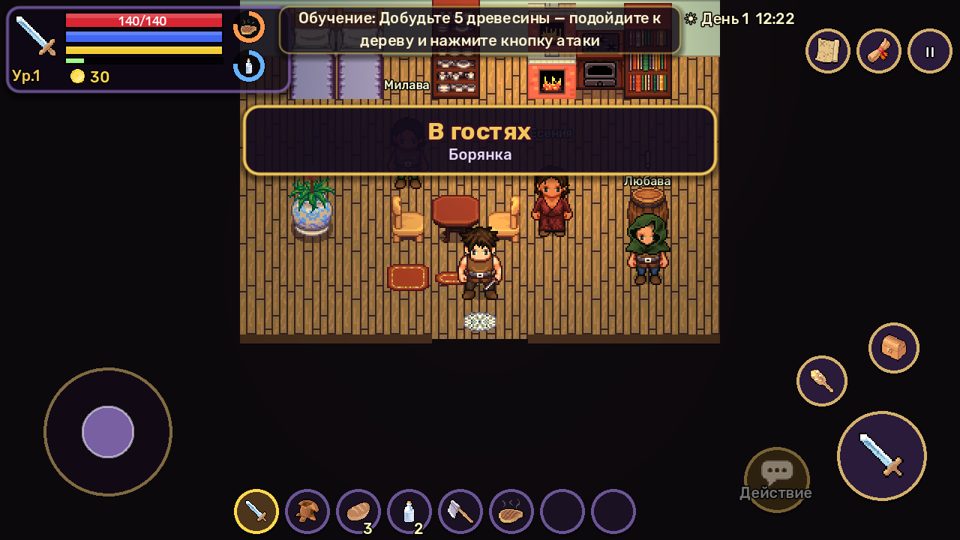 140/140
Ур.1
30
Обучение: Добудьте 5 древесины — подойдите к
дереву и нажмите кнопку атаки
День 1 12:22
Милава
В гостях
Борянка
Любава
Действие
3
2